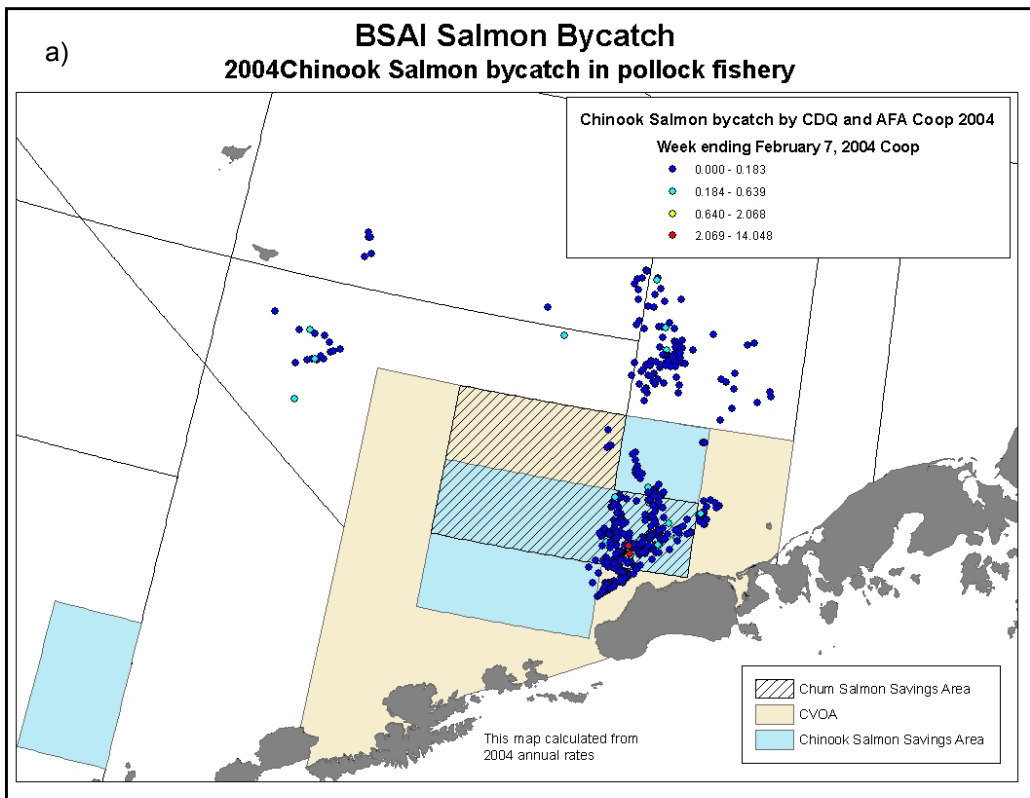 a)
BSAI Salmon Bycatch
2004Chinook Salmon bycatch in pollock fishery
Chinook Salmon bycatch by CDQ and AFA Coop 2004
Week ending February 7, 2004 Coop
0.000 - 0.183
0.184 - 0.639
0.640 - 2.068
2.069 - 14.048
Chum Salmon Savings Area
CVOA
Chinook Salmon Savings Area
This map calculated from
2004 annual rates